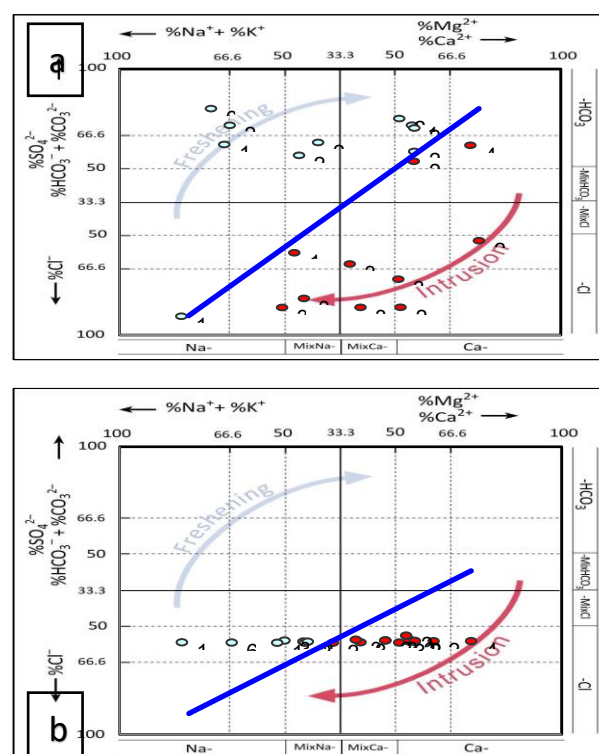 a
← %Na⁺+ %K⁺
%Mg²⁺
%Ca²⁺ →
100 66.6 50 33.3 50 66.6 100
100
66.6
50
33.3
50
66.6
100
%SO₄²⁻
%HCO₃⁻ + %CO₃²⁻
← %Cl⁻
Freshening
Intrusion
-HCO₃
-MixHCO₃
-MixCl
-Cl
Na- MixNa- MixCa- Ca-
← %Na⁺+ %K⁺
%Mg²⁺
%Ca²⁺ →
100 66.6 50 33.3 50 66.6 100
100
66.6
50
33.3
50
66.6
100
%SO₄²⁻
%HCO₃⁻ + %CO₃²⁻
%Cl⁻
Freshening
Intrusion
-HCO₃
-MixHCO₃
-MixCl
-Cl
b
Na- MixNa- MixCa- Ca-